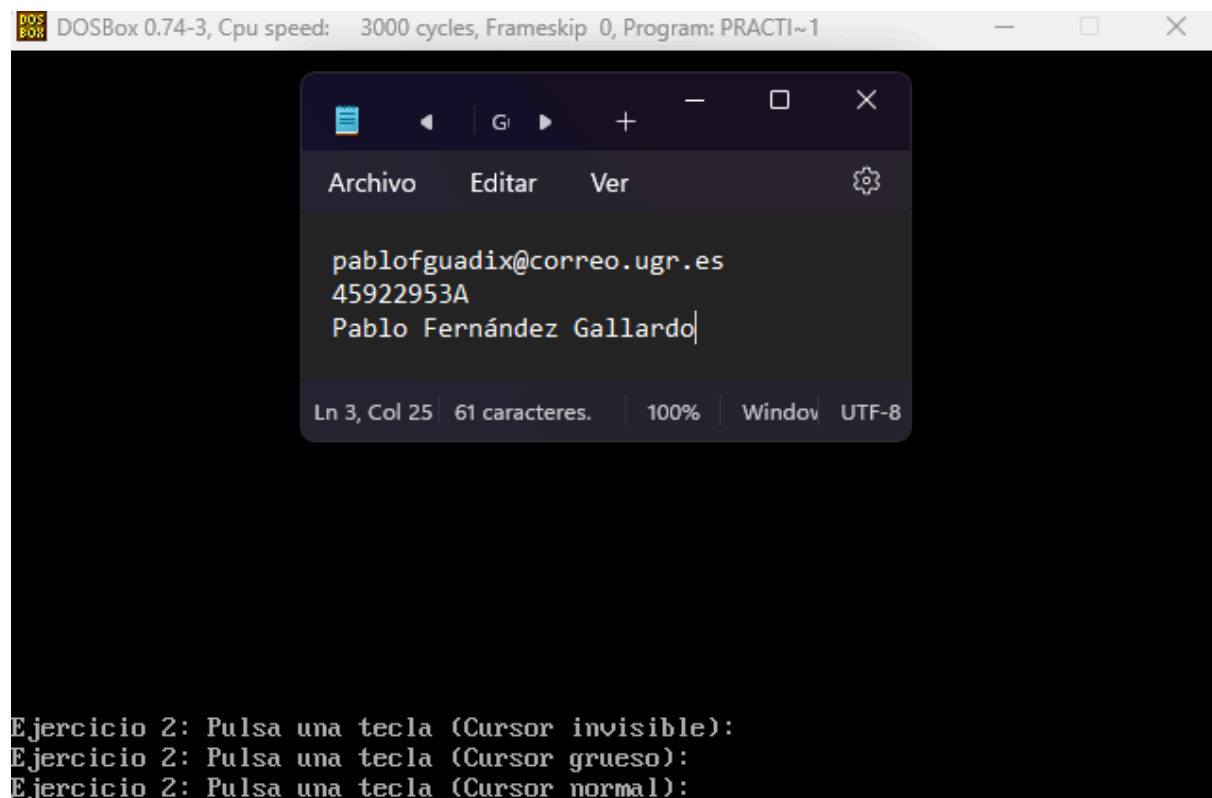 DOSBox 0.74-3, Cpu speed: 3000 cycles, Frameskip 0, Program: PRACTI~1
Archivo Editar Ver
pablofguadix@correo.ugr.es
45922953A
Pablo Fernández Gallardo
Ln 3, Col 25 61 caracteres. 100% UTF-8
Ejercicio 2: Pulsa una tecla (Cursor invisible):
Ejercicio 2: Pulsa una tecla (Cursor grueso):
Ejercicio 2: Pulsa una tecla (Cursor normal):